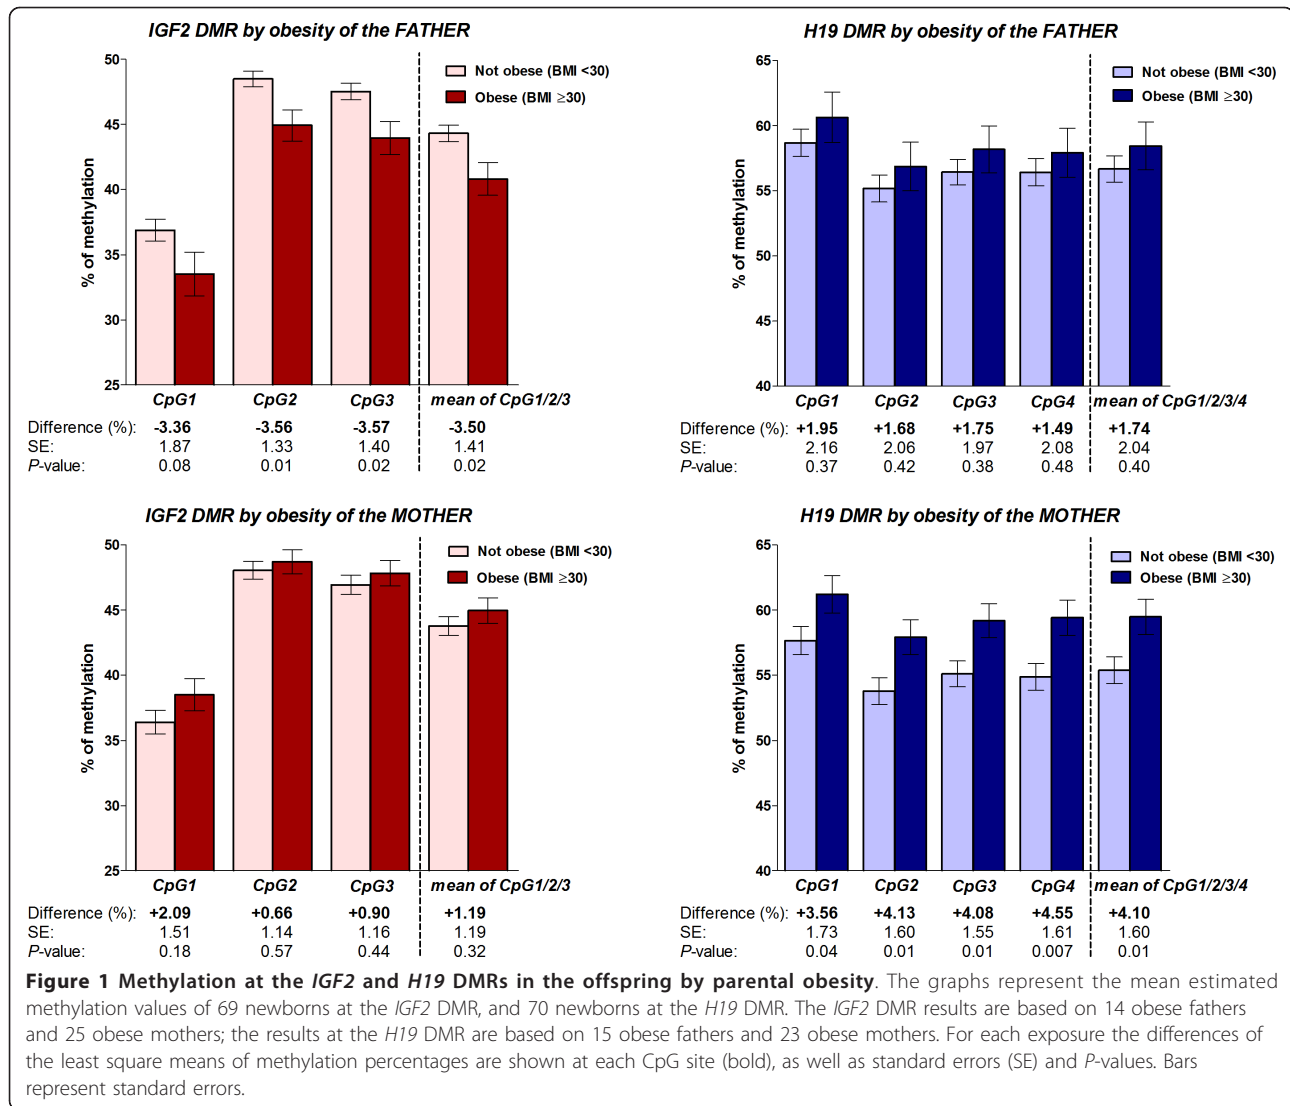 IGF2 DMR by obesity of the FATHER
50
45
40
35
30
25
% of methylation
Not obese (BMI <30)
Obese (BMI ≥30)
CpG1 CpG2 CpG3 mean of CpG1/2/3
Difference (%): -3.36 -3.56 -3.57 -3.50
SE: 1.87 1.33 1.40 1.41
P-value: 0.08 0.01 0.02 0.02
H19 DMR by obesity of the FATHER
65
60
55
50
45
40
% of methylation
Not obese (BMI <30)
Obese (BMI ≥30)
CpG1 CpG2 CpG3 CpG4 mean of CpG1/2/3/4
Difference (%): +1.95 +1.68 +1.75 +1.49 +1.74
SE: 2.16 2.06 1.97 2.08 2.04
P-value: 0.37 0.42 0.38 0.48 0.40
IGF2 DMR by obesity of the MOTHER
50
45
40
35
30
25
% of methylation
Not obese (BMI <30)
Obese (BMI ≥30)
CpG1 CpG2 CpG3 mean of CpG1/2/3
Difference (%): +2.09 +0.66 +0.90 +1.19
SE: 1.51 1.14 1.16 1.19
P-value: 0.18 0.57 0.44 0.32
H19 DMR by obesity of the MOTHER
65
60
55
50
45
40
% of methylation
Not obese (BMI <30)
Obese (BMI ≥30)
CpG1 CpG2 CpG3 CpG4 mean of CpG1/2/3/4
Difference (%): +3.56 +4.13 +4.08 +4.55 +4.10
SE: 1.73 1.60 1.55 1.61 1.60
P-value: 0.04 0.01 0.01 0.007 0.01
Figure 1 Methylation at the IGF2 and H19 DMRs in the offspring by parental obesity. The graphs represent the mean estimated
methylation values of 69 newborns at the IGF2 DMR, and 70 newborns at the H19 DMR. The IGF2 DMR results are based on 14 obese fathers
and 25 obese mothers; the results at the H19 DMR are based on 15 obese fathers and 23 obese mothers. For each exposure the differences of
the least square means of methylation percentages are shown at each CpG site (bold), as well as standard errors (SE) and P-values. Bars
represent standard errors.